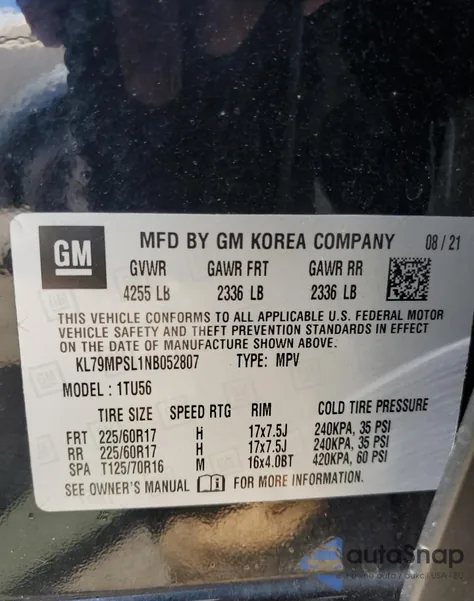 GM
MFD BY GM KOREA COMPANY 08/21
GVWR GAWR FRT GAWR RR
4255 LB 2336 LB 2336 LB
THIS VEHICLE CONFORMS TO ALL APPLICABLE U.S. FEDERAL MOTOR
VEHICLE SAFETY AND THEFT PREVENTION STANDARDS IN EFFECT
ON THE DATE OF MANUFACTURE SHOWN ABOVE.
KL79MPSL1NB052807 TYPE: MPV
MODEL: 1TU56
TIRE SIZE SPEED RTG RIM COLD TIRE PRESSURE
FRT 225/60R17 H 17x7.5J 240KPA, 35 PSI
RR 225/60R17 H 17x7.5J 240KPA, 35 PSI
SPA T125/70R16 M 16x4.0BT 420KPA, 60 PSI
SEE OWNER'S MANUAL FOR MORE INFORMATION.
autoSnap